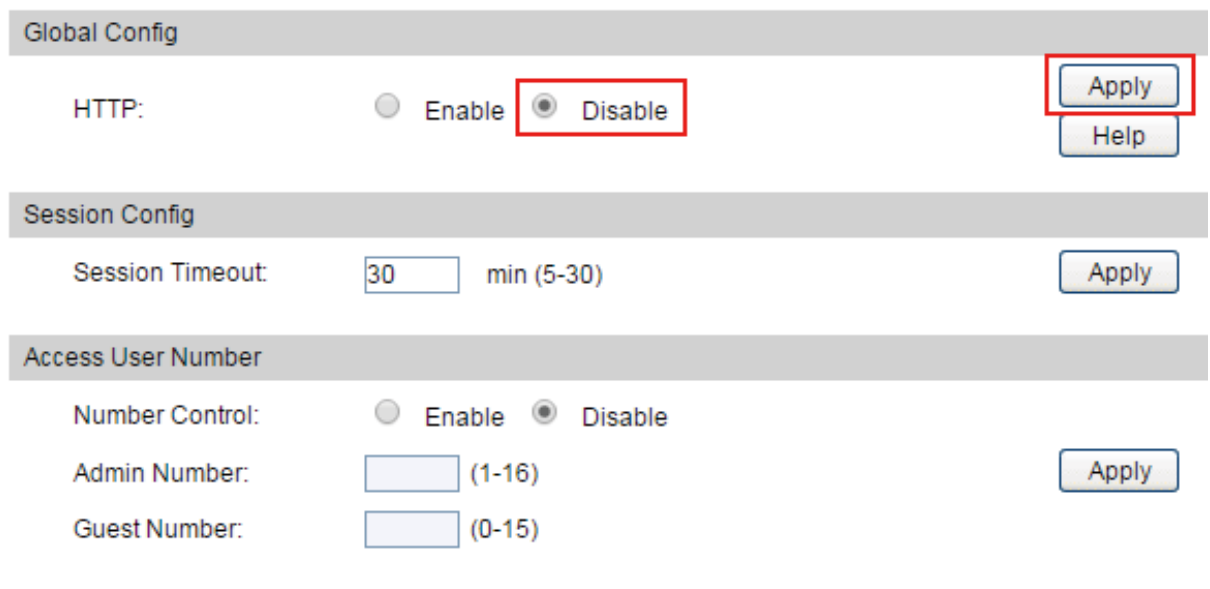 Global Config
HTTP: Enable Disable Apply
Help
Session Config
Session Timeout: 30 min (5-30) Apply
Access User Number
Number Control: Enable Disable
Admin Number: (1-16) Apply
Guest Number: (0-15)